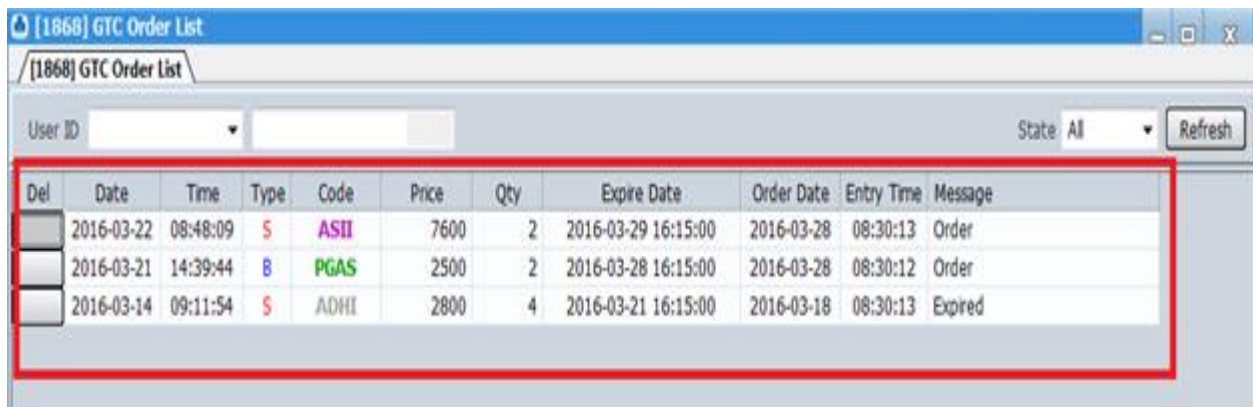 [1868] GTC Order List
[1868] GTC Order List
User ID State All Refresh
Del Date Time Type Code Price Qty Expire Date Order Date Entry Time Message
2016-03-22 08:48:09 S ASII 7600 2 2016-03-29 16:15:00 2016-03-28 08:30:13 Order
2016-03-21 14:39:44 B PGAS 2500 2 2016-03-28 16:15:00 2016-03-28 08:30:12 Order
2016-03-14 09:11:54 S ADHI 2800 4 2016-03-21 16:15:00 2016-03-18 08:30:13 Expired